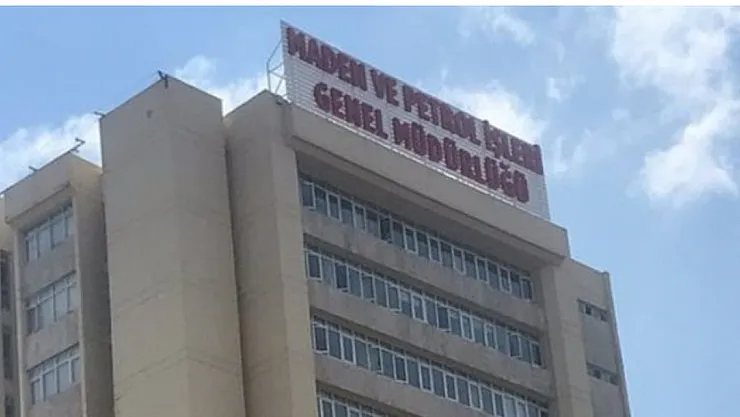 MADEN VE PETROL İŞLERİ
GENEL MÜDÜRLÜĞÜ